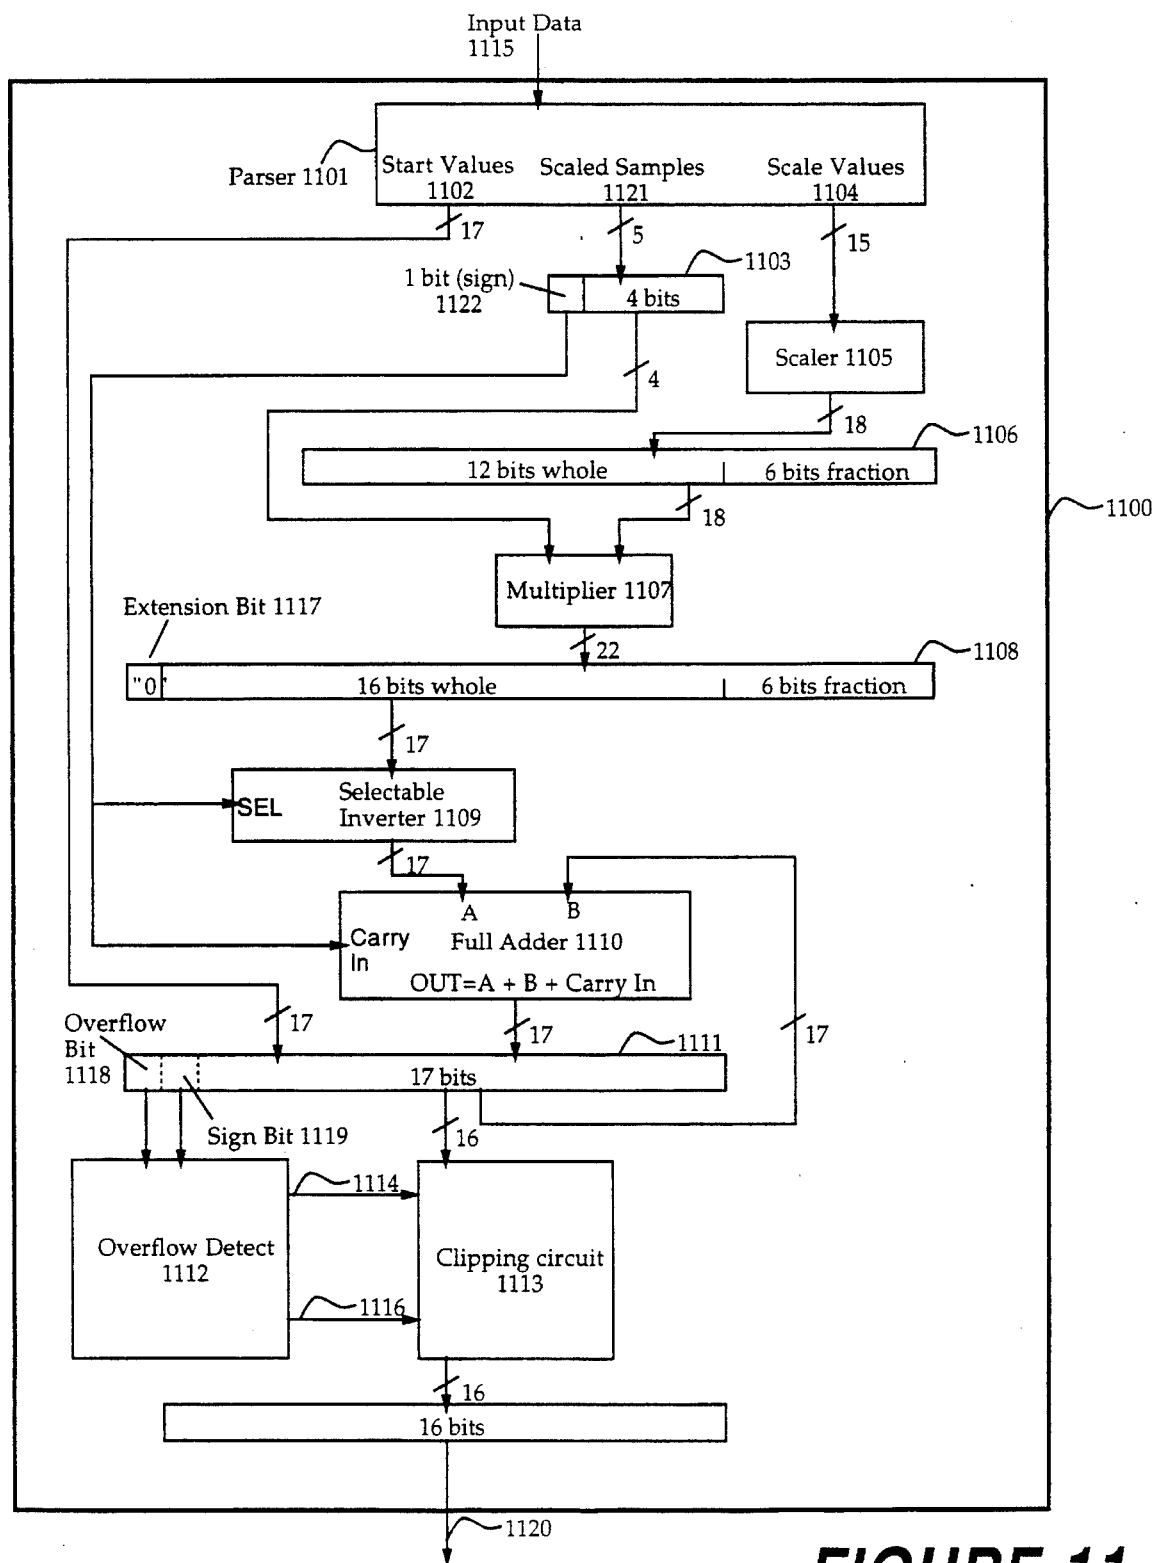 Input Data
1115
Parser 1101
Start Values
1102
Scaled Samples
1121
Scale Values
1104
17
5
15
1 bit (sign)
1122
4 bits
1103
Scaler 1105
4
18
1106
12 bits whole
6 bits fraction
18
1100
Multiplier 1107
Extension Bit 1117
22
1108
"0"
16 bits whole
6 bits fraction
17
SEL
Selectable
Inverter 1109
17
A
B
Carry
In
Full Adder 1110
OUT=A + B + Carry In
Overflow
Bit
1118
17
17
17
1111
17 bits
Sign Bit 1119
16
1114
Overflow Detect
1112
Clipping circuit
1113
1116
16
16 bits
1120
FIGURE 11